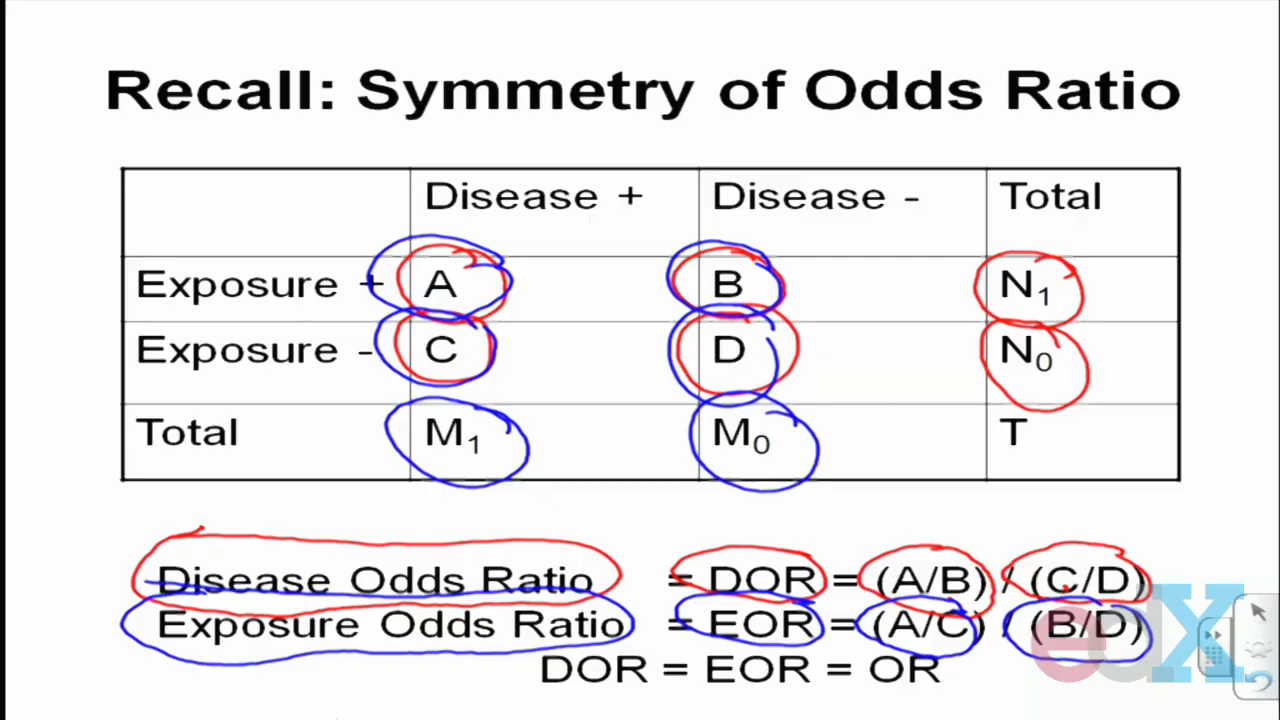 Recall: Symmetry of Odds Ratio
Disease + Disease - Total
Exposure + A B N₁
Exposure - C D N₀
Total M₁ M₀ T
Disease Odds Ratio = DOR = (A/B) / (C/D)
Exposure Odds Ratio = EOR = (A/C) / (B/D)
DOR = EOR = OR
edX